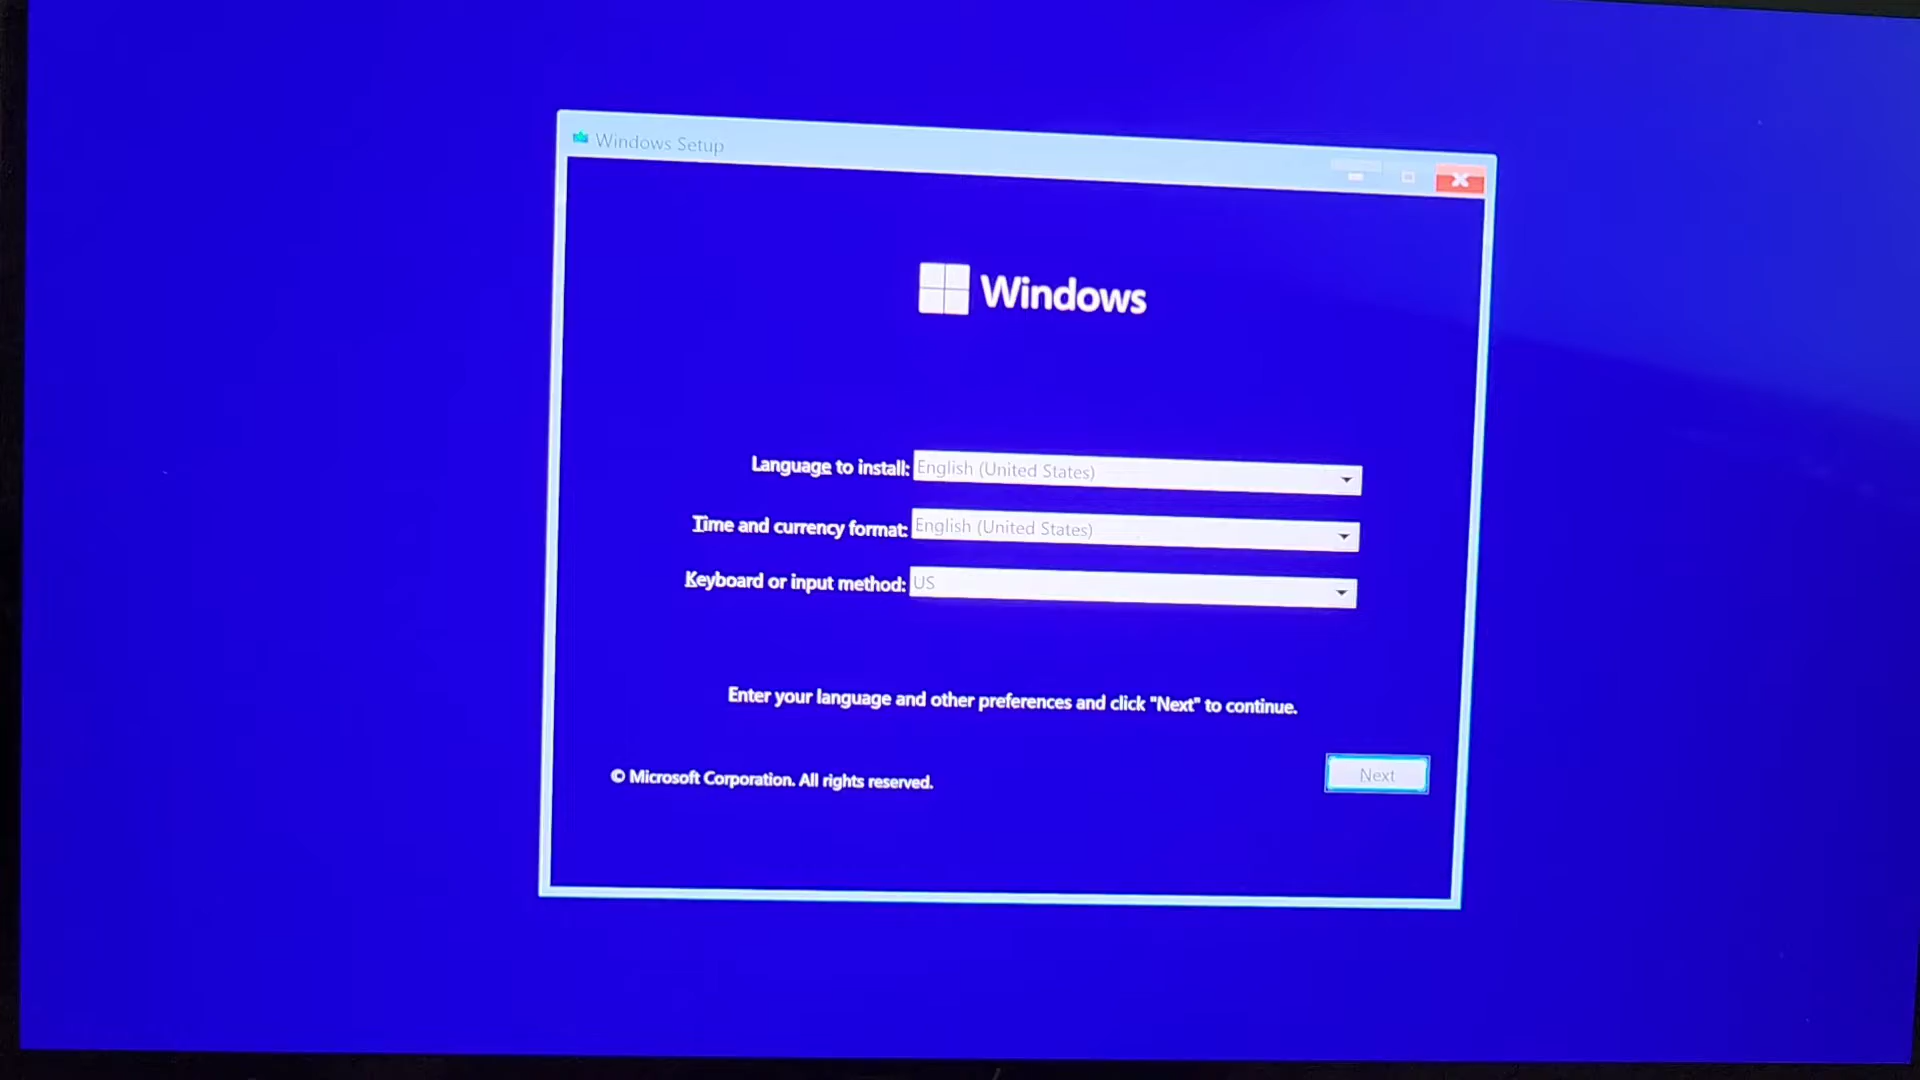 Windows Setup
Windows
Language to install: English (United States)
Time and currency format: English (United States)
Keyboard or input method: US
Enter your language and other preferences and click "Next" to continue.
© Microsoft Corporation. All rights reserved.
Next